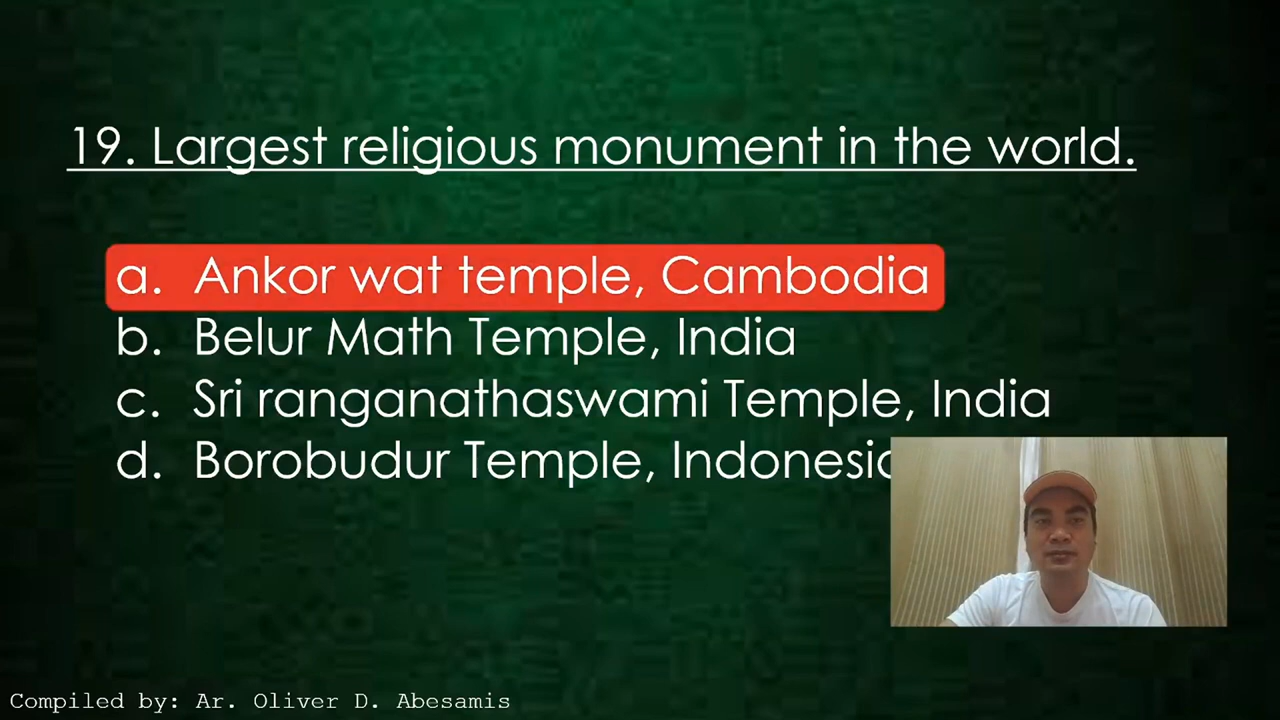 19. Largest religious monument in the world.
a. Ankor wat temple, Cambodia
b. Belur Math Temple, India
c. Sri ranganathaswami Temple, India
d. Borobudur Temple, Indonesia
Compiled by: Ar. Oliver D. Abesamis